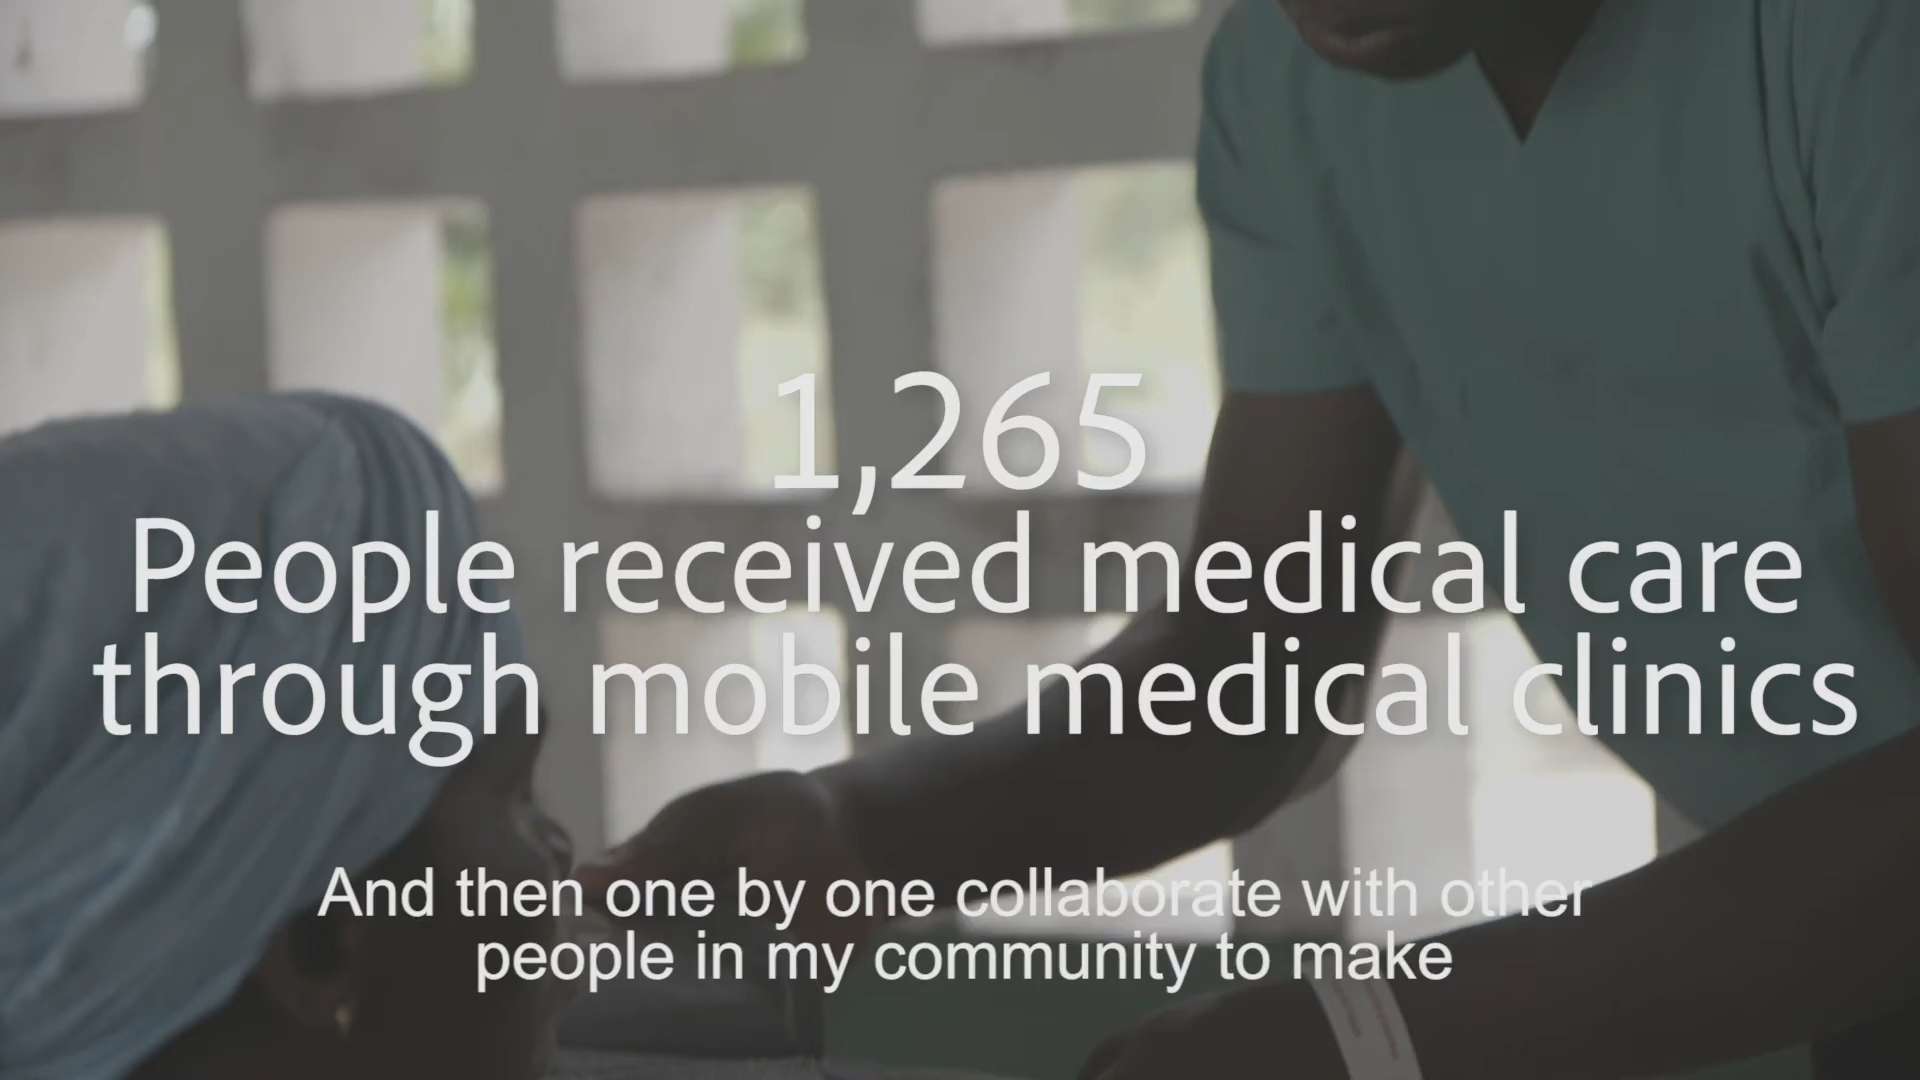 1,265
People received medical care
through mobile medical clinics
And then one by one collaborate with other
people in my community to make